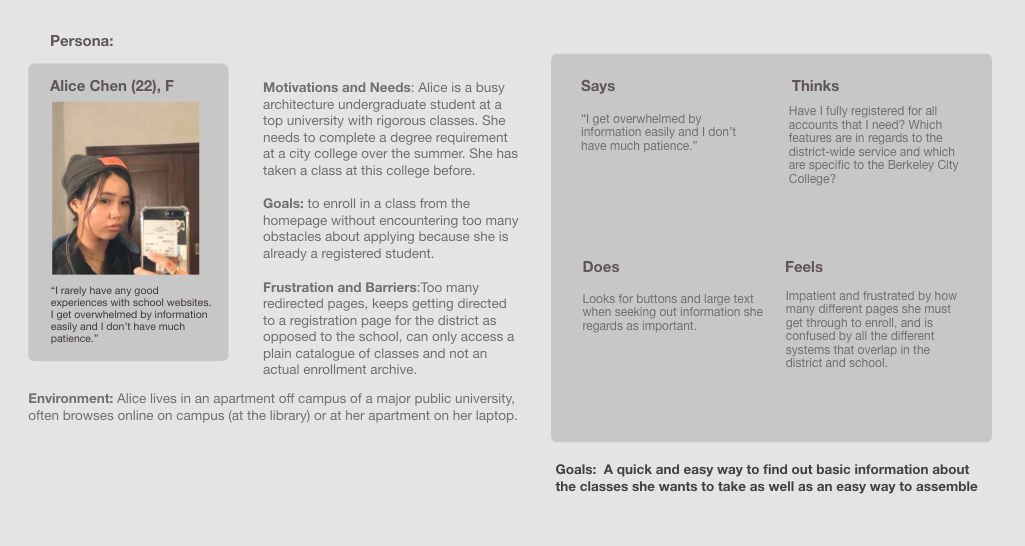 Persona:
Alice Chen (22), F
“I rarely have any good
experiences with school websites.
I get overwhelmed by information
easily and I don’t have much
patience.”
Motivations and Needs: Alice is a busy
architecture undergraduate student at a
top university with rigorous classes. She
needs to complete a degree requirement
at a city college over the summer. She has
taken a class at this college before.
Goals: to enroll in a class from the
homepage without encountering too many
obstacles about applying because she is
already a registered student.
Frustration and Barriers:Too many
redirected pages, keeps getting directed
to a registration page for the district as
opposed to the school, can only access a
plain catalogue of classes and not an
actual enrollment archive.
Environment: Alice lives in an apartment off campus of a major public university,
often browses online on campus (at the library) or at her apartment on her laptop.
Says
“I get overwhelmed by
information easily and I don’t
have much patience.”
Thinks
Have I fully registered for all
accounts that I need? Which
features are in regards to the
district-wide service and which
are specific to the Berkeley City
College?
Does
Looks for buttons and large text
when seeking out information she
regards as important.
Feels
Impatient and frustrated by how
many different pages she must
get through to enroll, and is
confused by all the different
systems that overlap in the
district and school.
Goals:  A quick and easy way to find out basic information about
the classes she wants to take as well as an easy way to assemble